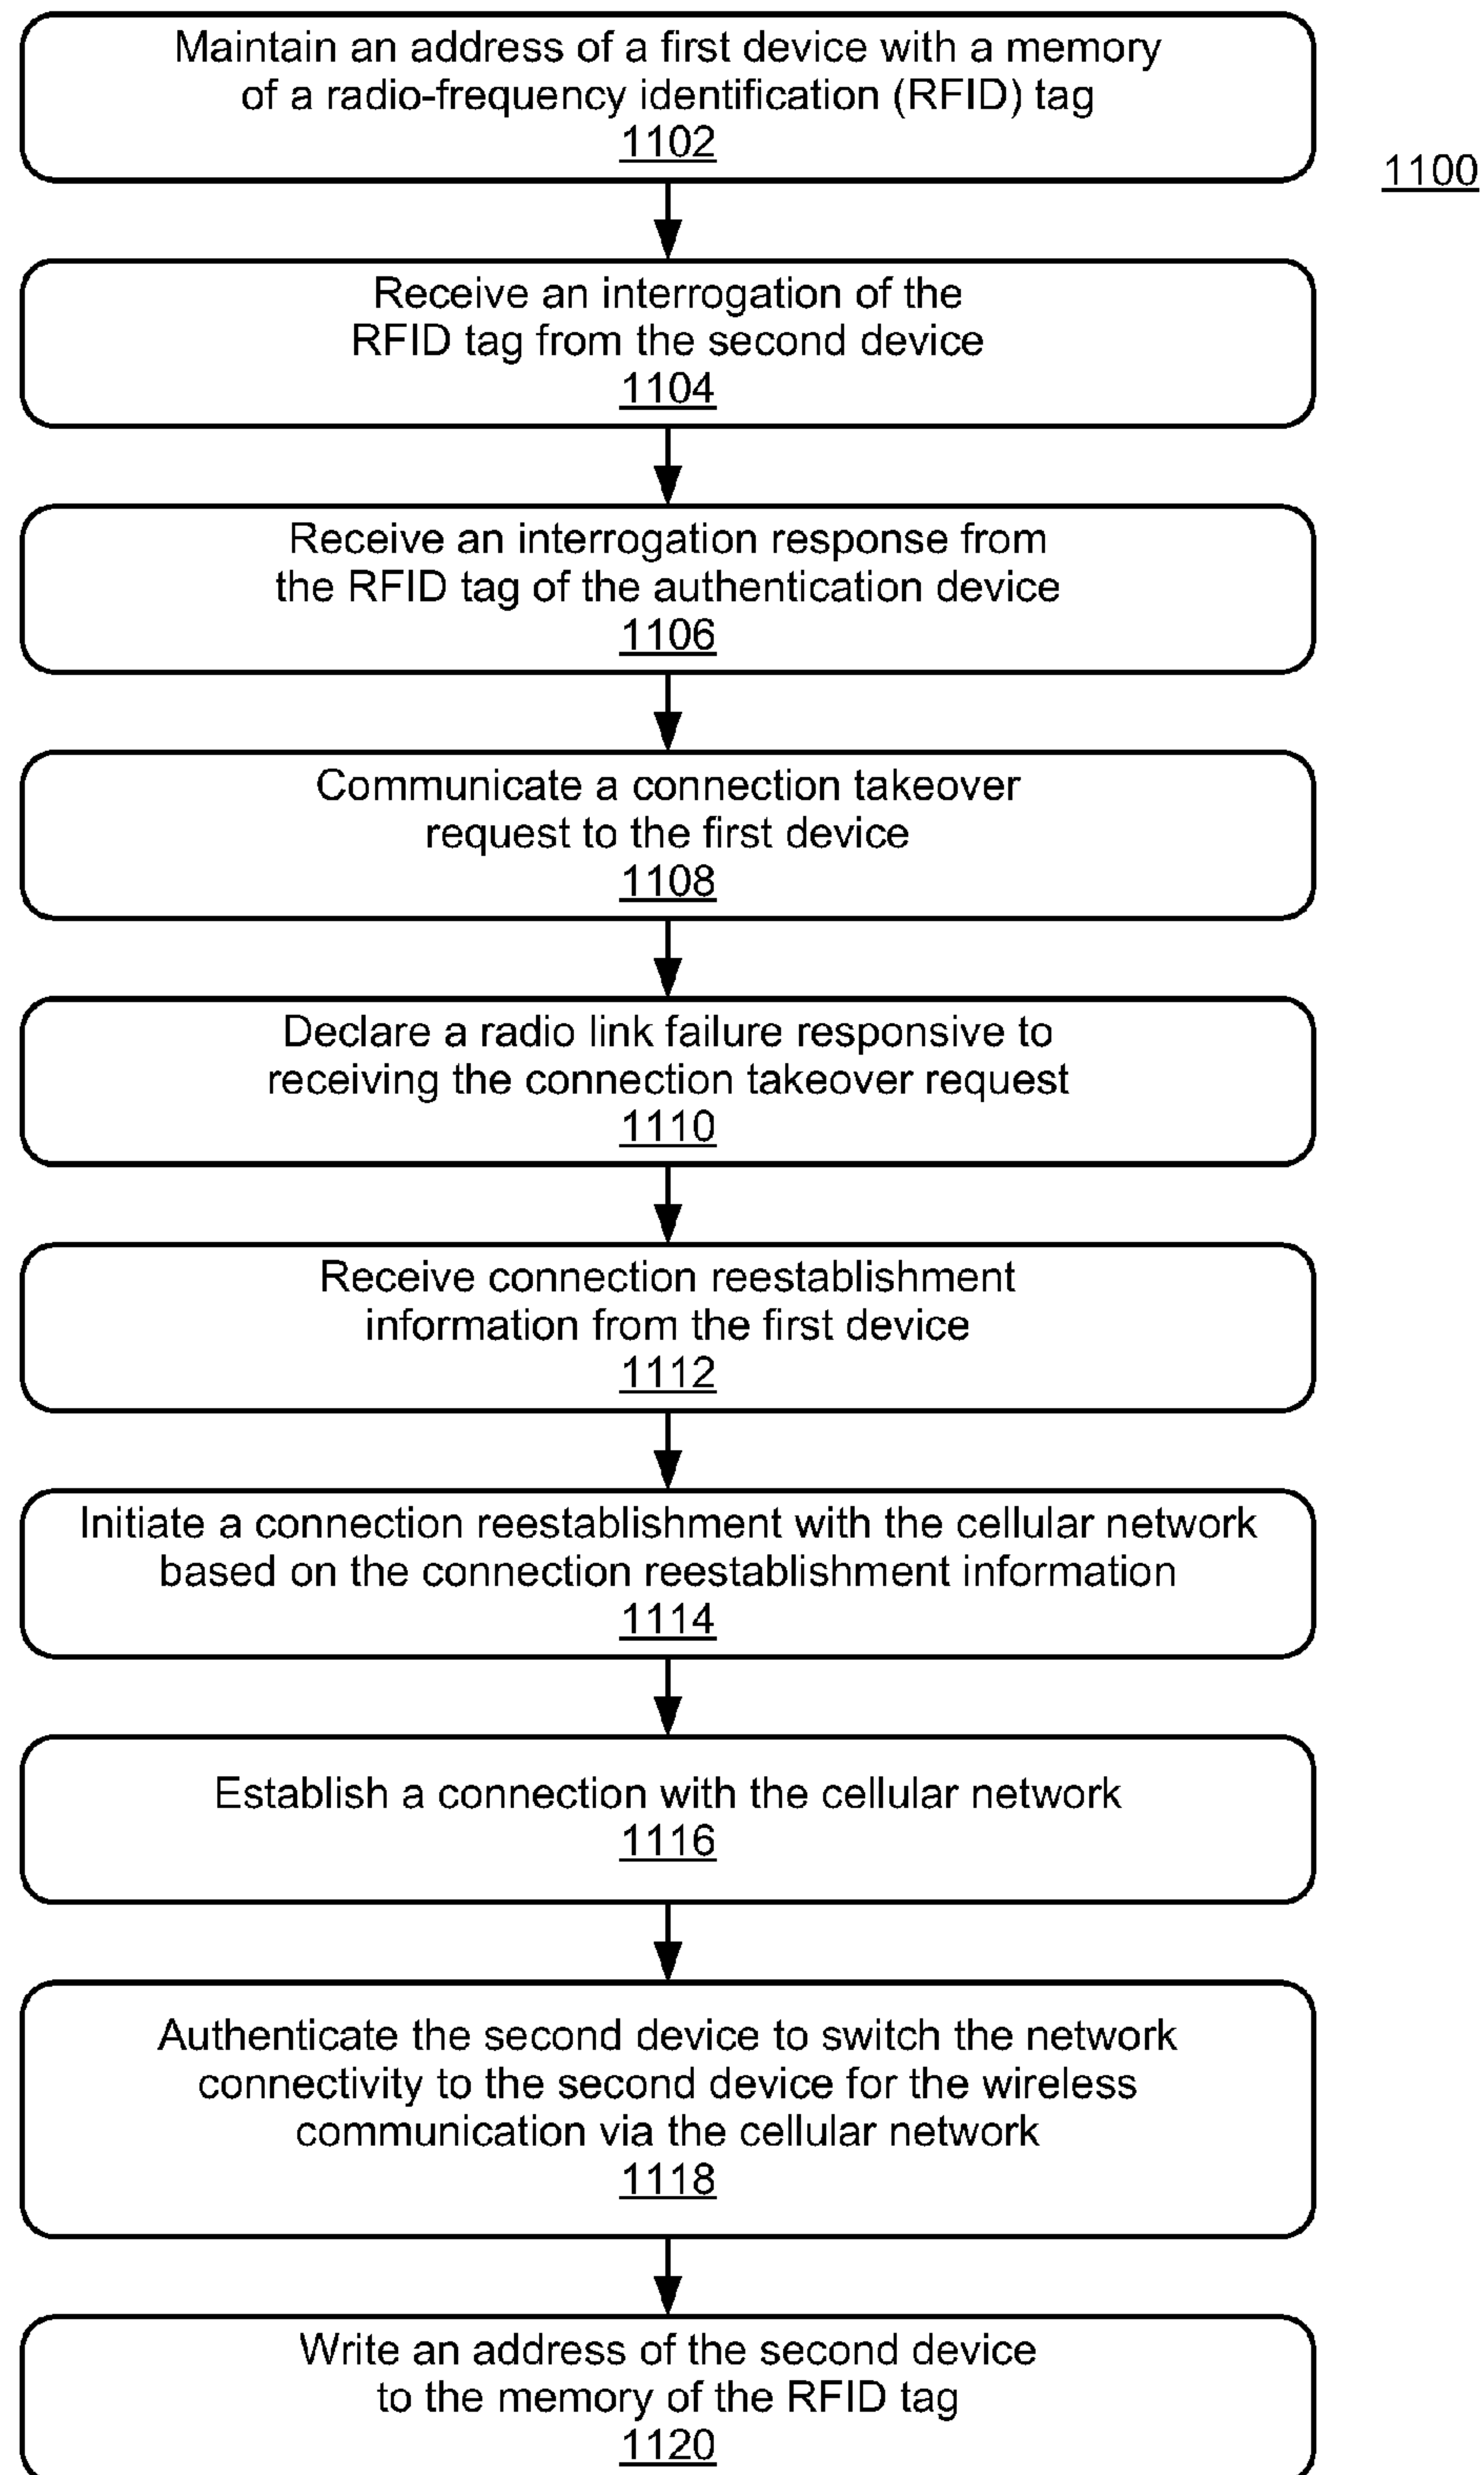 Maintain an address of a first device with a memory
of a radio-frequency identification (RFID) tag
1102
1100
Receive an interrogation of the
RFID tag from the second device
1104
Receive an interrogation response from
the RFID tag of the authentication device
1106
Communicate a connection takeover
request to the first device
1108
Declare a radio link failure responsive to
receiving the connection takeover request
1110
Receive connection reestablishment
information from the first device
1112
Initiate a connection reestablishment with the cellular network
based on the connection reestablishment information
1114
Establish a connection with the cellular network
1116
Authenticate the second device to switch the network
connectivity to the second device for the wireless
communication via the cellular network
1118
Write an address of the second device
to the memory of the RFID tag
1120